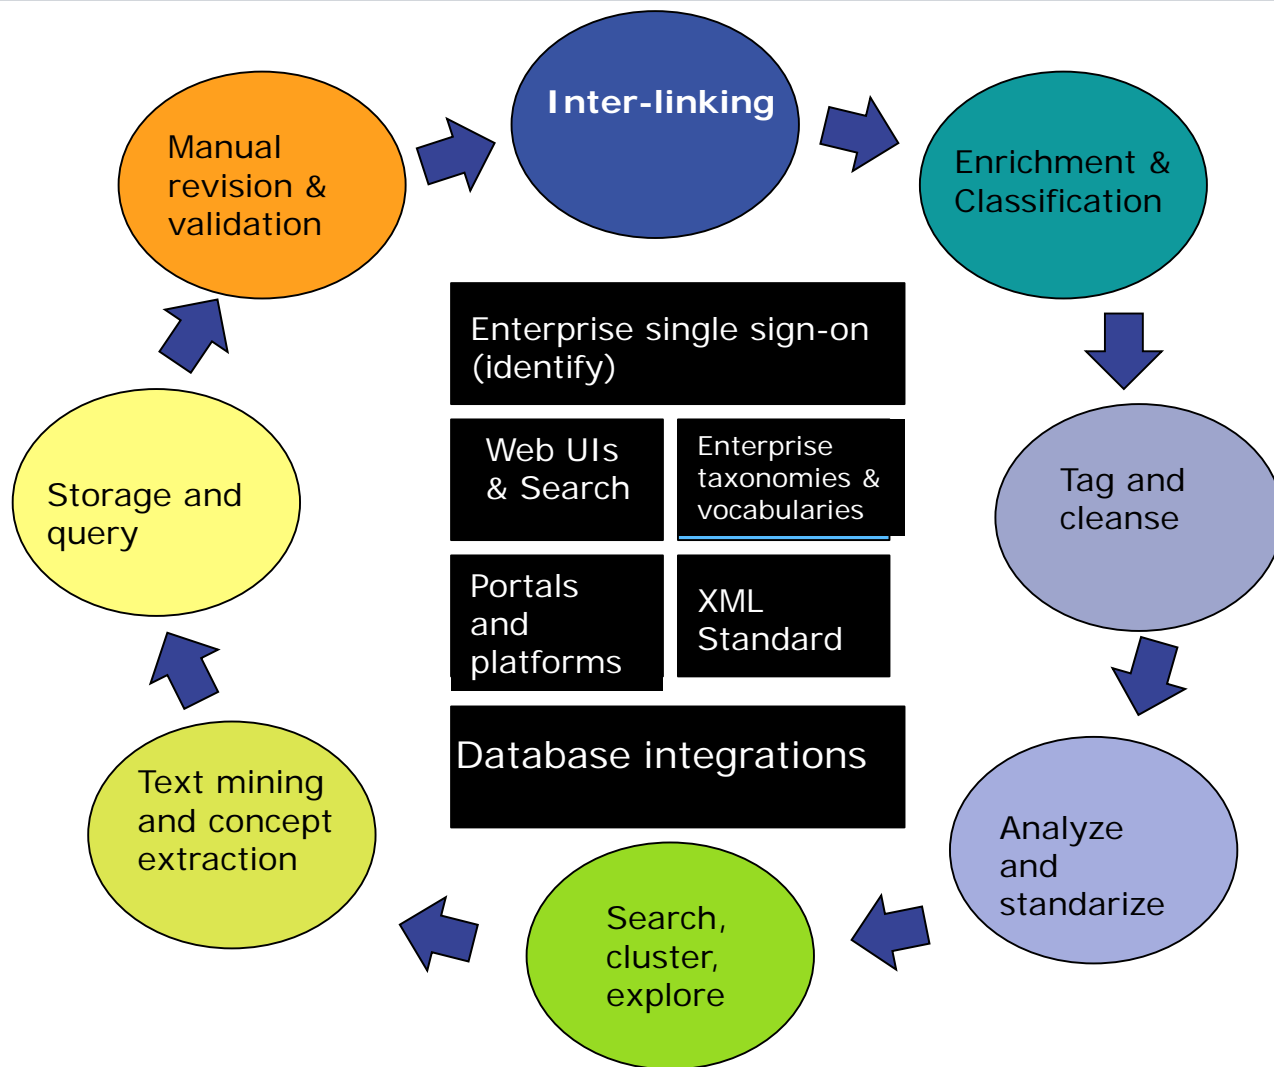 Inter-linking
Enrichment &
Classification
Tag and
cleanse
Analyze
and
standarize
Search,
cluster,
explore
Text mining
and concept
extraction
Storage and
query
Manual
revision &
validation
Enterprise single sign-on
(identify)
Web UIs
& Search
Enterprise
taxonomies &
vocabularies
Portals
and
platforms
XML
Standard
Database integrations